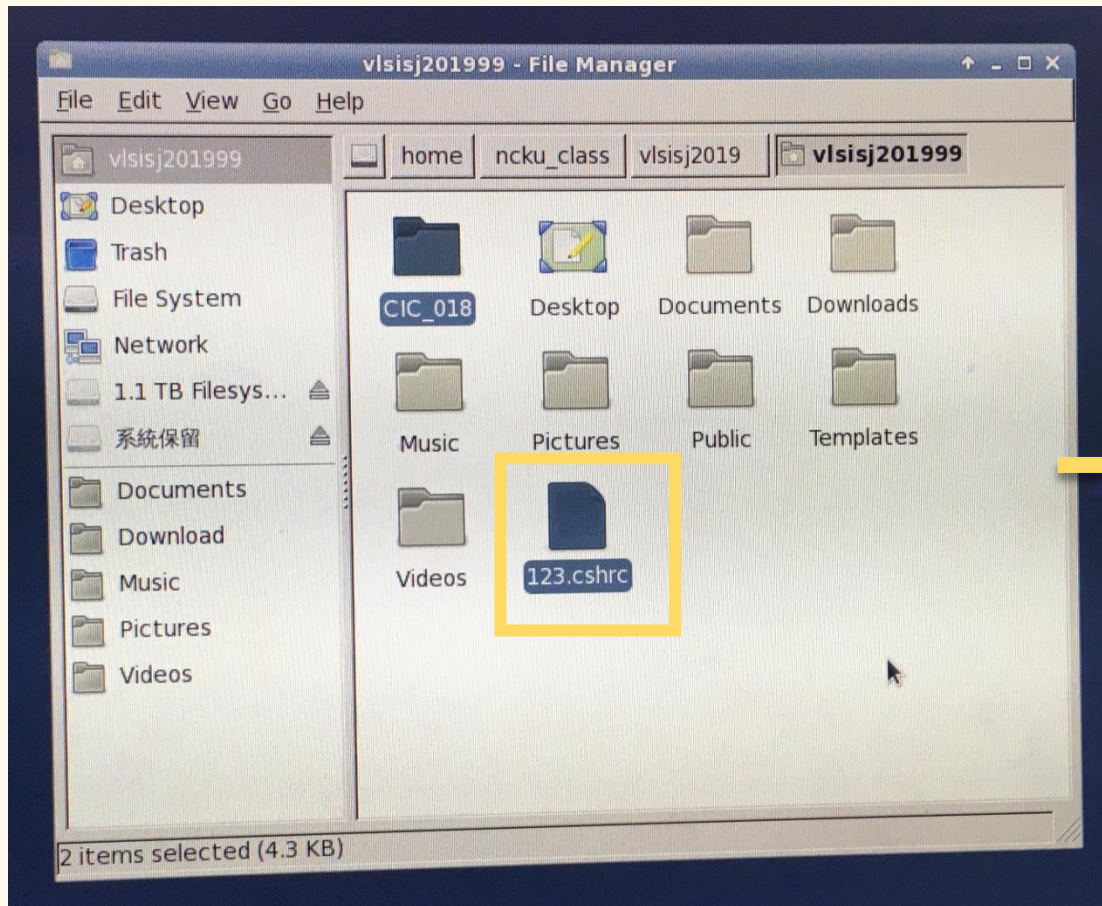 vlsisj201999 - File Manager
File Edit View Go Help
vlsisj201999
home ncku_class vlsisj2019 vlsisj201999
Desktop
Trash
File System
Network
1.1 TB Filesys...
系統保留
Documents
Download
Music
Pictures
Videos
CIC_018 Desktop Documents Downloads
Music Pictures Public Templates
Videos 123.cshrc
2 items selected (4.3 KB)